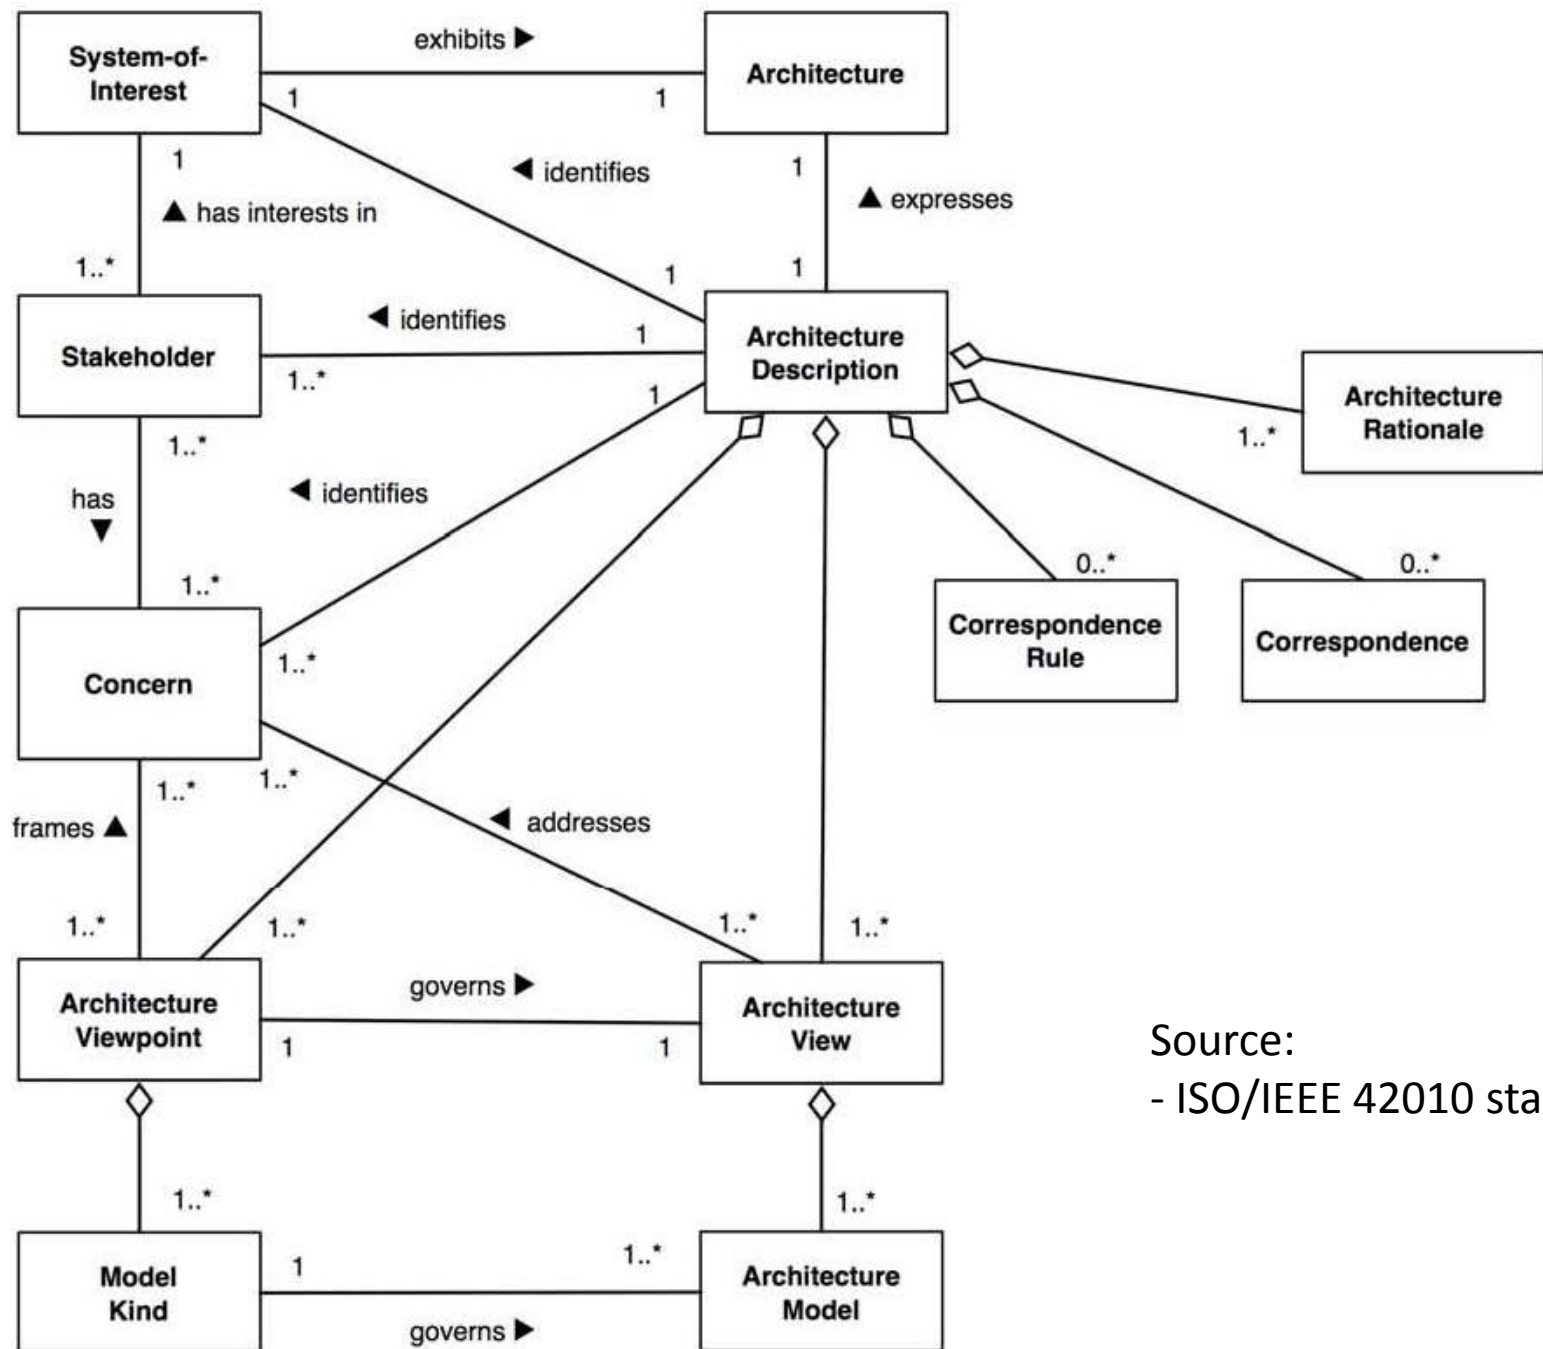 System-of-
Interest
exhibits ▶
Architecture
1
1
◀ identifies
1
▲ has interests in
1
▲ expresses
1..*
1
1
Stakeholder
◀ identifies
1
1..*
Architecture
Description
1..*
1
Architecture
Rationale
1..*
has
▼
◀ identifies
1..*
1..*
0..*
0..*
Concern
Correspondence
Rule
Correspondence
1..*
1..*
frames ▲
◀ addresses
1..*
1..*
1..*
1..*
Architecture
Viewpoint
governs ▶
Architecture
View
1
1
Source:
- ISO/IEEE 42010 sta
1..*
1..*
Model
Kind
1
1..*
Architecture
Model
governs ▶